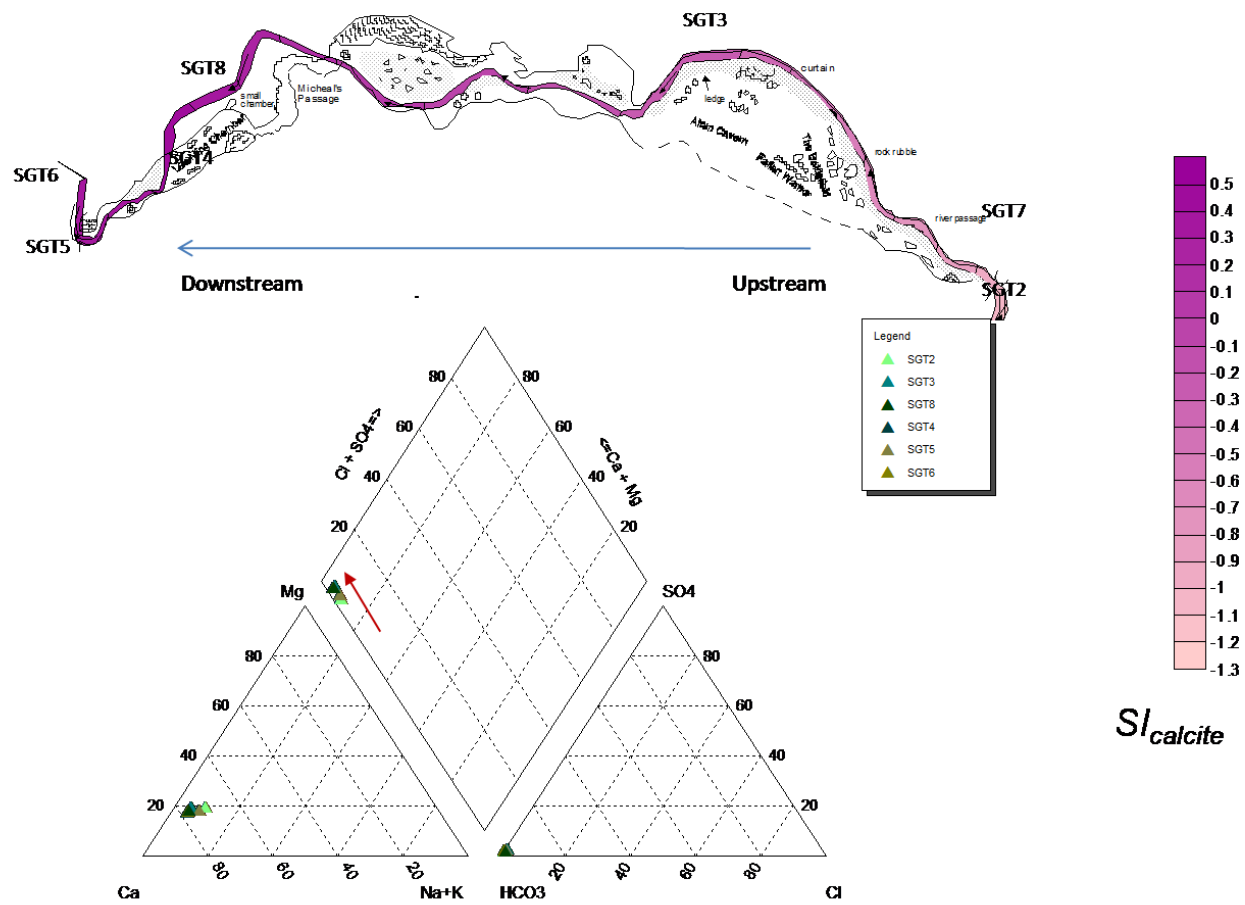 SGT3
SGT8
curtain
small
chamber
Micheal's
Passage
ledge
Altan Cavern
rock rubble
SGT4
Chamber
SGT6
SGT7
river passage
SGT5
Downstream
Upstream
SGT2
-
Legend
SGT2
SGT3
SGT8
SGT4
SGT5
SGT6
0.5
0.4
0.3
0.2
0.1
0
-0.1
-0.2
-0.3
-0.4
-0.5
-0.6
-0.7
-0.8
-0.9
-1
-1.1
-1.2
-1.3
SIcalcite
80 80
60 60
40 40
20 20
Cl + SO4=>
<=Ca + Mg
Mg SO4
80 80
60 60
40 40
20 20
80 60 40 20
20 40 60 80
Ca Na+K HCO3 Cl